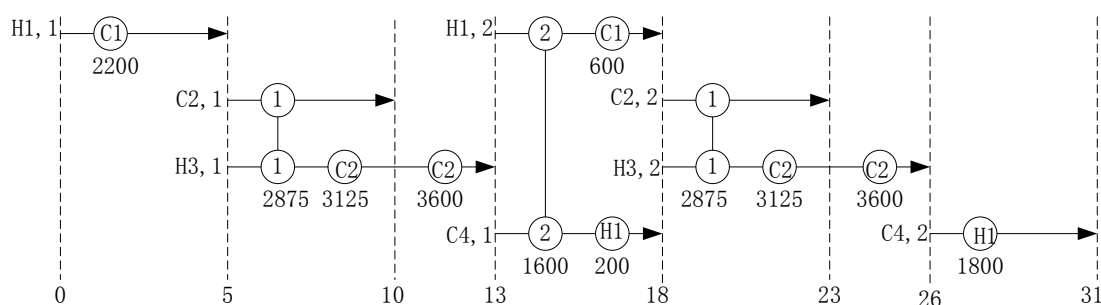 H1,1 C1 H1,2 2 C1
2200 600
C2,1 1 C2,2 1
H3,1 1 C2 C2 H3,2 1 C2 C2
2875 3125 3600 2875 3125 3600
C4,1 2 H1 C4,2 H1
1600 200 1800
0 5 10 13 18 23 26 31